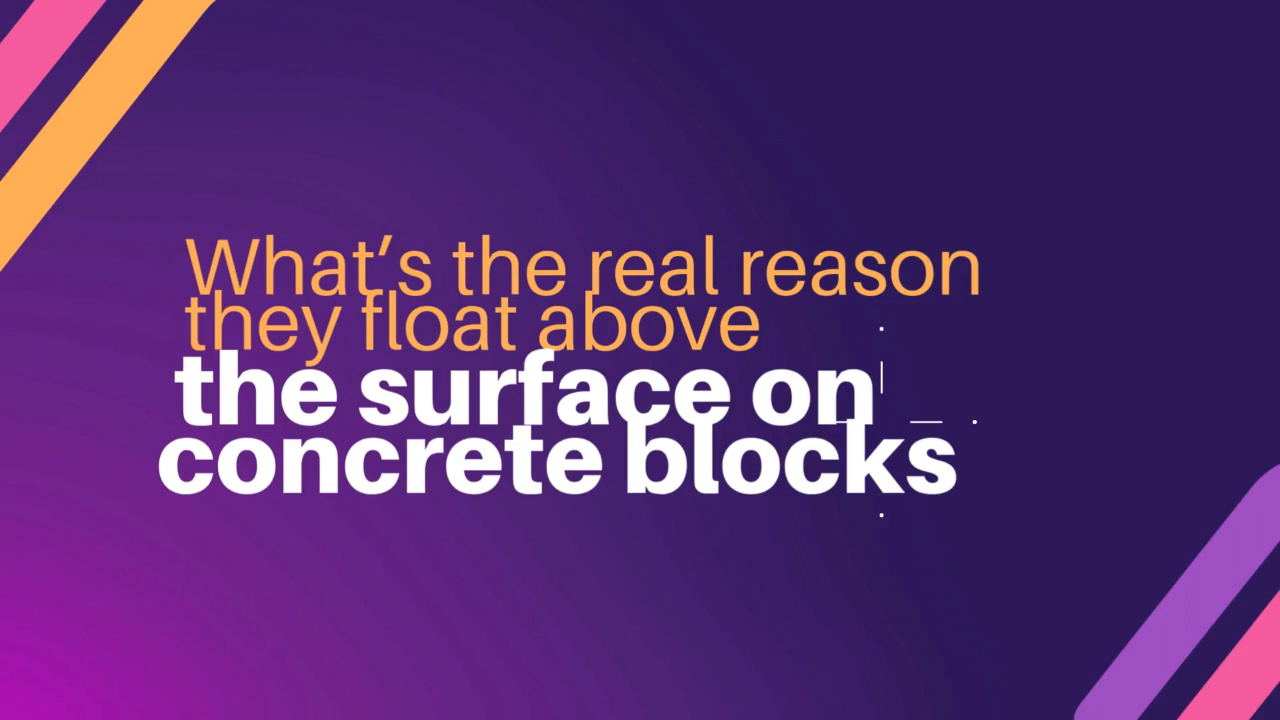 What's the real reason
they float above
the surface on
concrete blocks